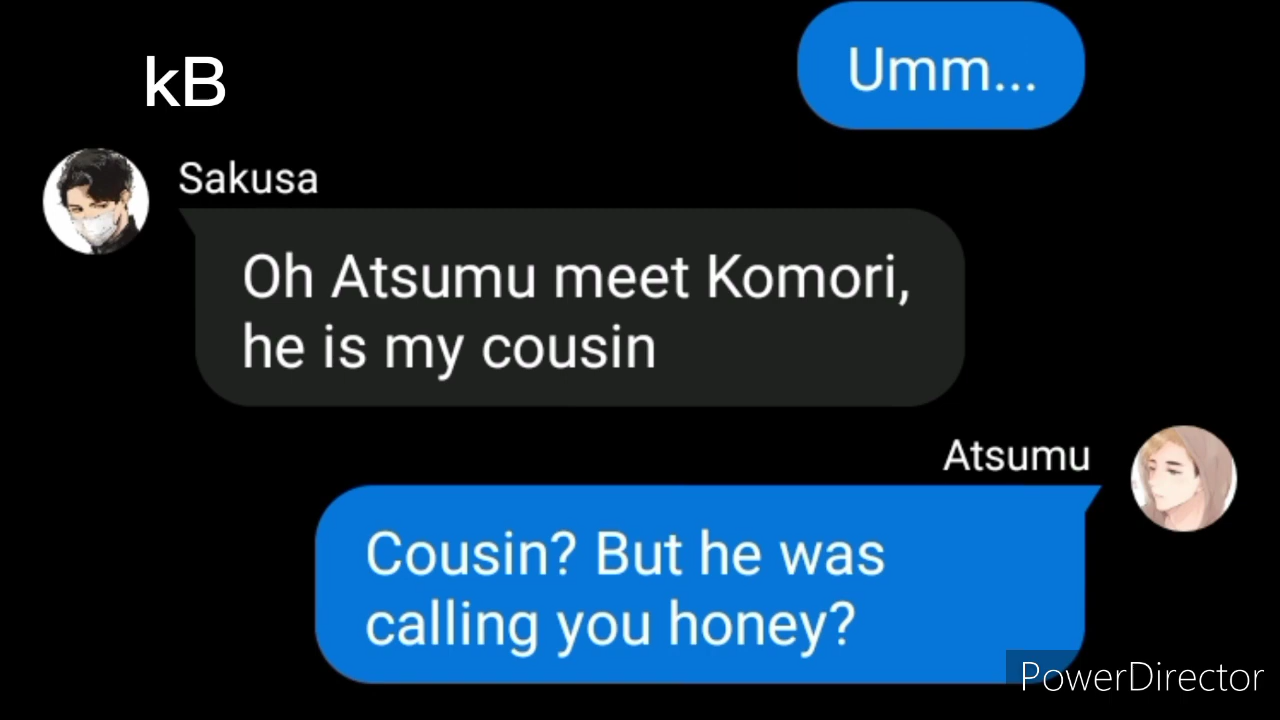 Umm...
kB
Sakusa
Oh Atsumu meet Komori,
he is my cousin
Atsumu
Cousin? But he was
calling you honey?
PowerDirector